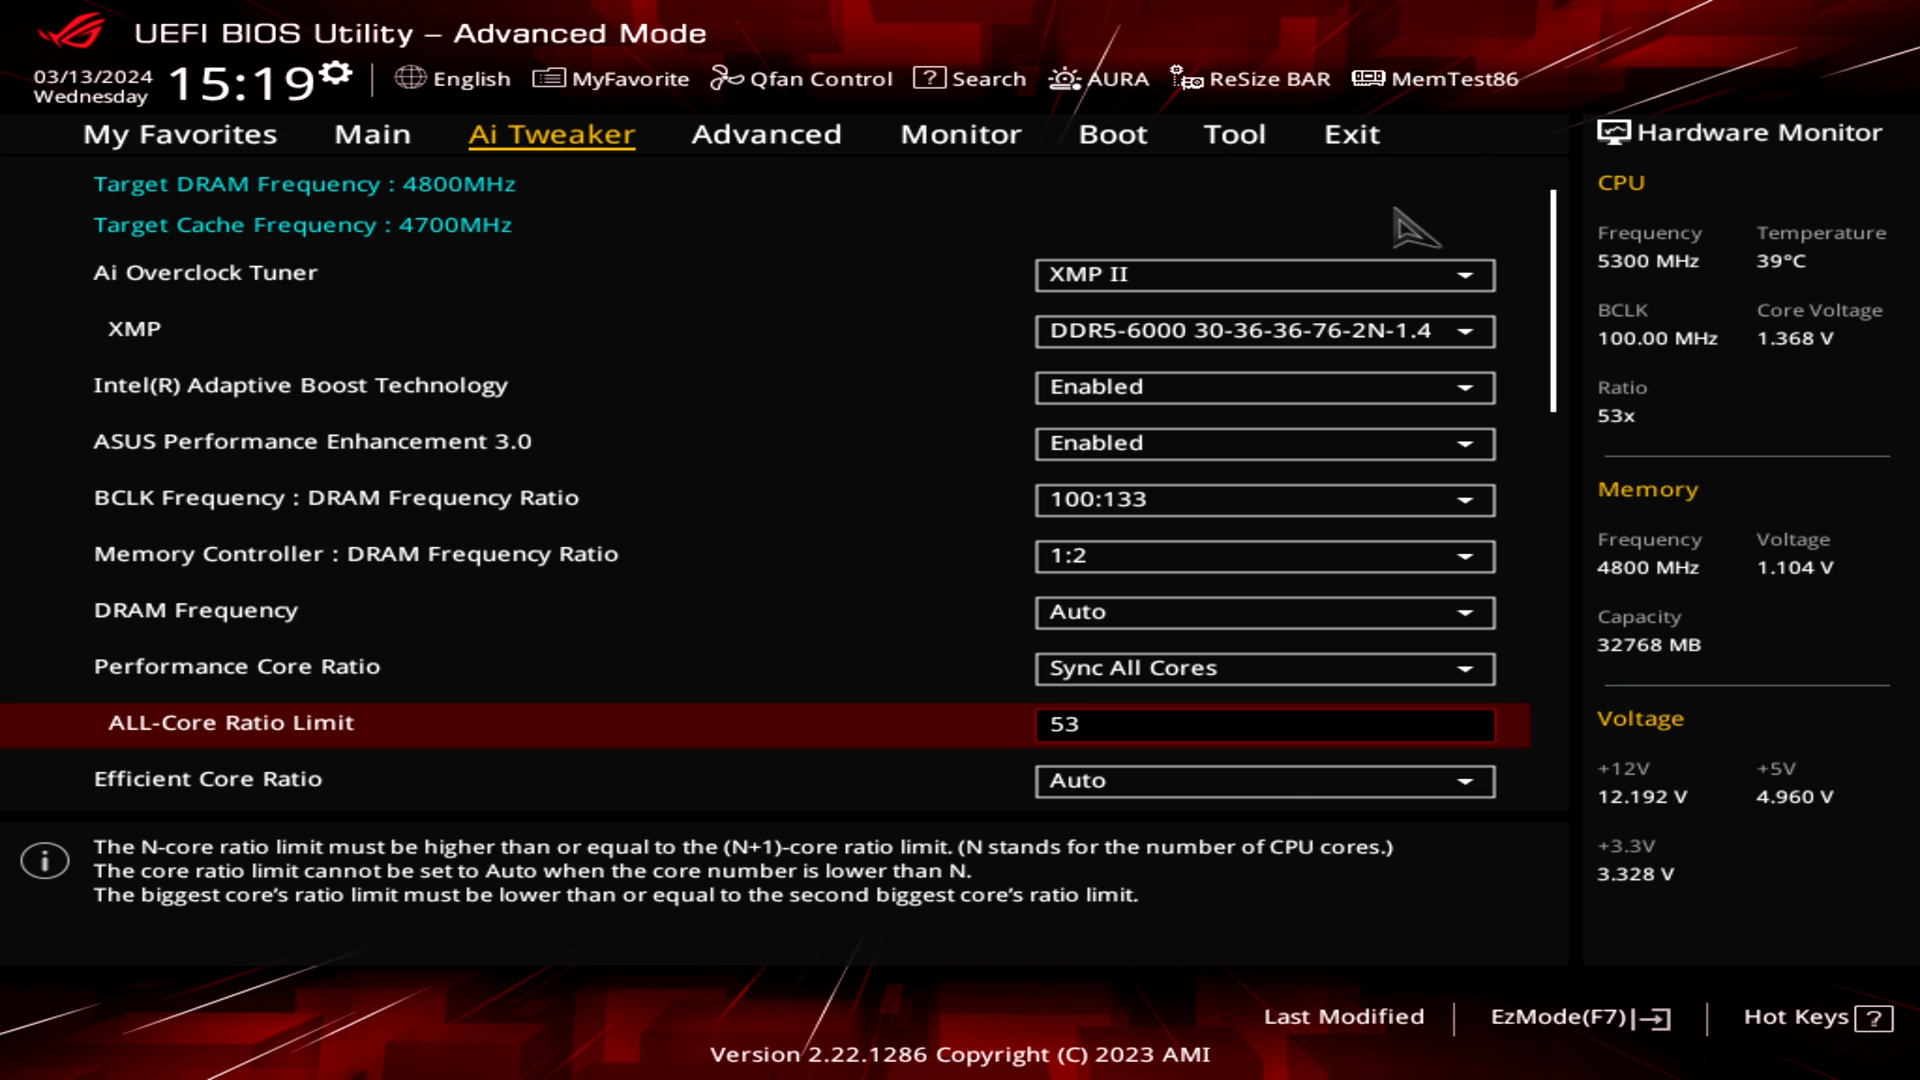 UEFI BIOS Utility – Advanced Mode
03/13/2024
Wednesday
15:19
English
MyFavorite
Qfan Control
Search
AURA
ReSize BAR
MemTest86
My Favorites
Main
Ai Tweaker
Advanced
Monitor
Boot
Tool
Exit
Target DRAM Frequency : 4800MHz
Target Cache Frequency : 4700MHz
Ai Overclock Tuner
XMP II
XMP
DDR5-6000 30-36-36-76-2N-1.4
Intel(R) Adaptive Boost Technology
Enabled
ASUS Performance Enhancement 3.0
Enabled
BCLK Frequency : DRAM Frequency Ratio
100:133
Memory Controller : DRAM Frequency Ratio
1:2
DRAM Frequency
Auto
Performance Core Ratio
Sync All Cores
ALL-Core Ratio Limit
53
Efficient Core Ratio
Auto
The N-core ratio limit must be higher than or equal to the (N+1)-core ratio limit. (N stands for the number of CPU cores.)
The core ratio limit cannot be set to Auto when the core number is lower than N.
The biggest core's ratio limit must be lower than or equal to the second biggest core's ratio limit.
Hardware Monitor
CPU
Frequency
Temperature
5300 MHz
39°C
BCLK
Core Voltage
100.00 MHz
1.368 V
Ratio
53x
Memory
Frequency
Voltage
4800 MHz
1.104 V
Capacity
32768 MB
Voltage
+12V
+5V
12.192 V
4.960 V
+3.3V
3.328 V
Last Modified
EzMode(F7)
Hot Keys ?
Version 2.22.1286 Copyright (C) 2023 AMI